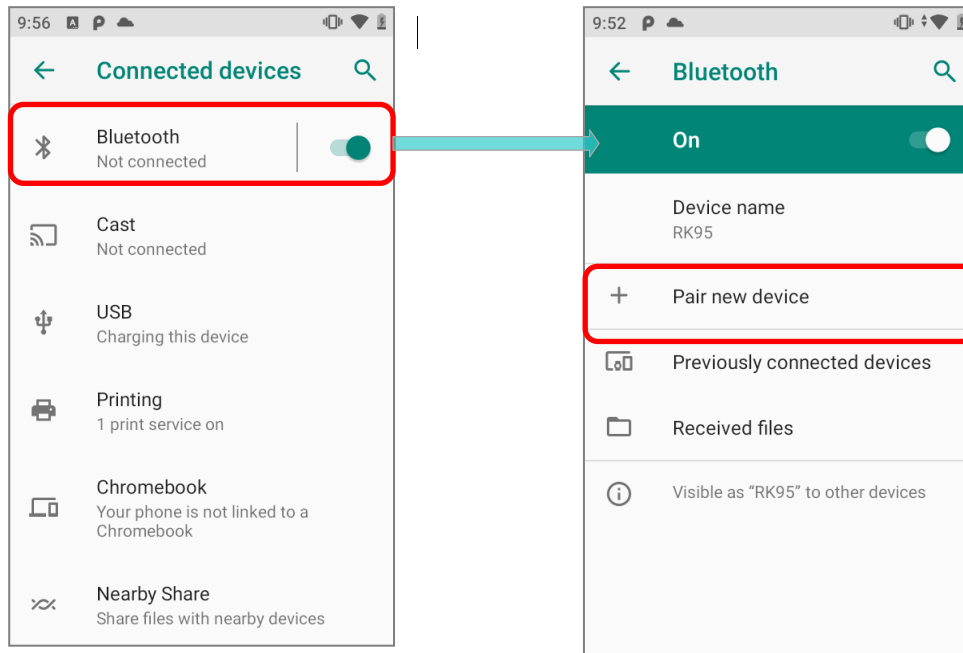 9:56
Connected devices
Bluetooth
Not connected
Cast
Not connected
USB
Charging this device
Printing
1 print service on
Chromebook
Your phone is not linked to a
Chromebook
Nearby Share
Share files with nearby devices
9:52
Bluetooth
On
Device name
RK95
Pair new device
Previously connected devices
Received files
Visible as “RK95” to other devices